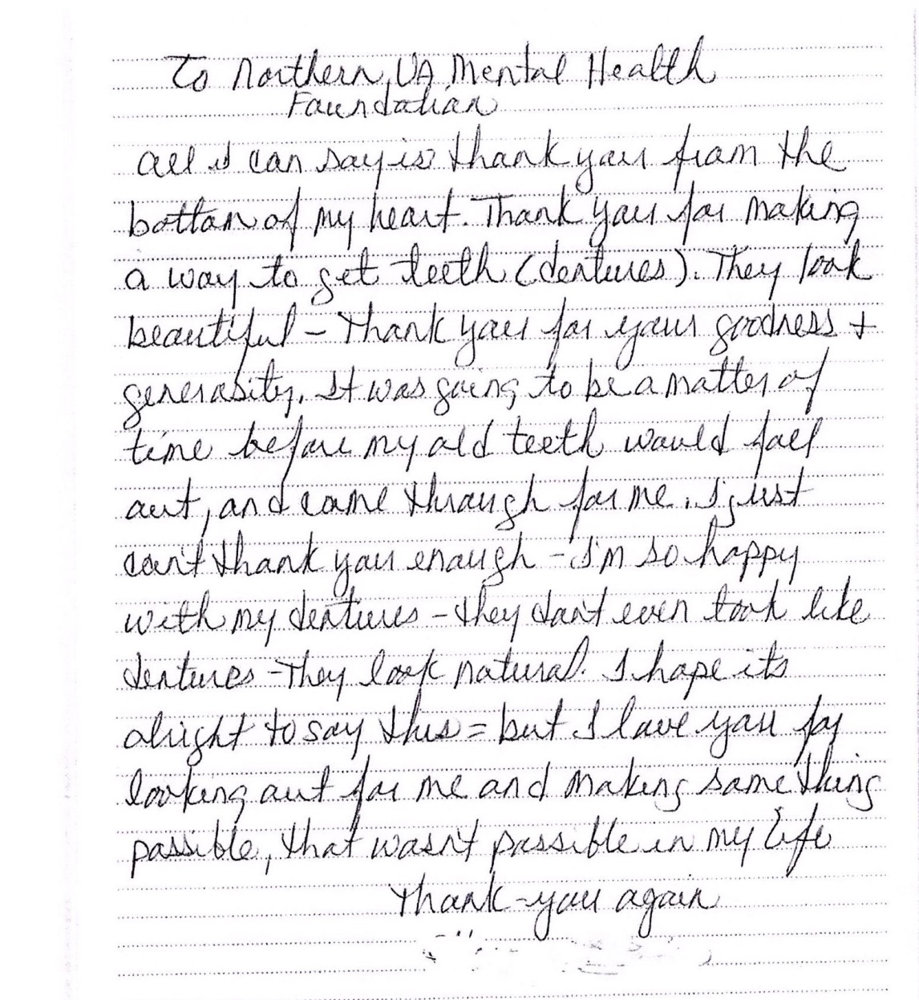 To Northern, VA, Mental Health
Foundation
All I can say is thank you from the
bottom of my heart. Thank you for making
a way to get teeth (dentures). They look
beautiful - Thank you for your goodness +
generosity. It was going to be a matter of
time before my old teeth would fall
out, and came through for me. I just
can't thank you enough - I'm so happy
with my dentures - they don't even look like
dentures - They look natural. I hope its
alright to say this = but I love you for
looking out for me and making something
possible, that wasn't possible in my life
Thank-you again